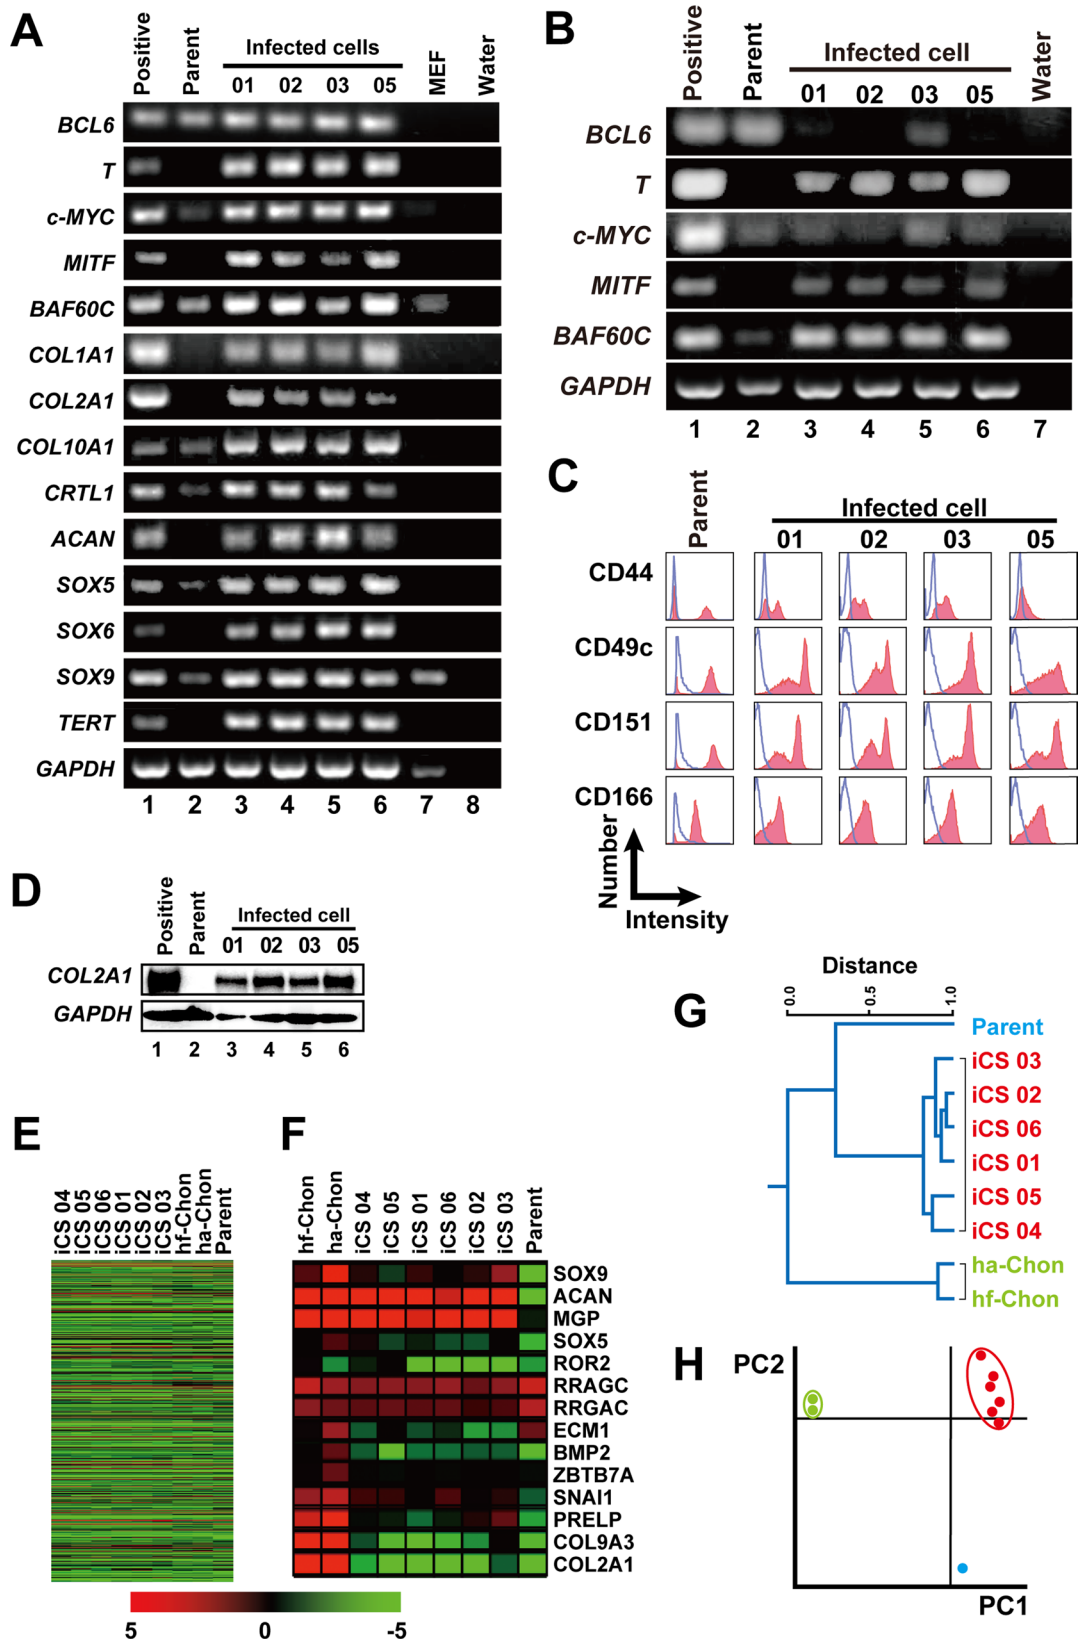 A
Positive
Parent
Infected cells
01 02 03 05
MEF
Water
BCL6
T
c-MYC
MITF
BAF60C
COL1A1
COL2A1
COL10A1
CRTL1
ACAN
SOX5
SOX6
SOX9
TERT
GAPDH
1 2 3 4 5 6 7 8
B
Positive
Parent
Infected cell
01 02 03 05
Water
BCL6
T
c-MYC
MITF
BAF60C
GAPDH
1 2 3 4 5 6 7
C
Parent
Infected cell
01 02 03 05
CD44
CD49c
CD151
CD166
Number
Intensity
D
Positive
Parent
Infected cell
01 02 03 05
COL2A1
GAPDH
1 2 3 4 5 6
E
iCS 04
iCS 05
iCS 06
iCS 01
iCS 02
iCS 03
hf-Chon
ha-Chon
Parent
F
hf-Chon
ha-Chon
iCS 04
iCS 05
iCS 01
iCS 06
iCS 02
iCS 03
Parent
SOX9
ACAN
MGP
SOX5
ROR2
RRAGC
RRGAC
ECM1
BMP2
ZBTB7A
SNAI1
PRELP
COL9A3
COL2A1
5 0 -5
G
Distance
0.0 0.5 1.0
Parent
iCS 03
iCS 02
iCS 06
iCS 01
iCS 05
iCS 04
ha-Chon
hf-Chon
H
PC2
PC1